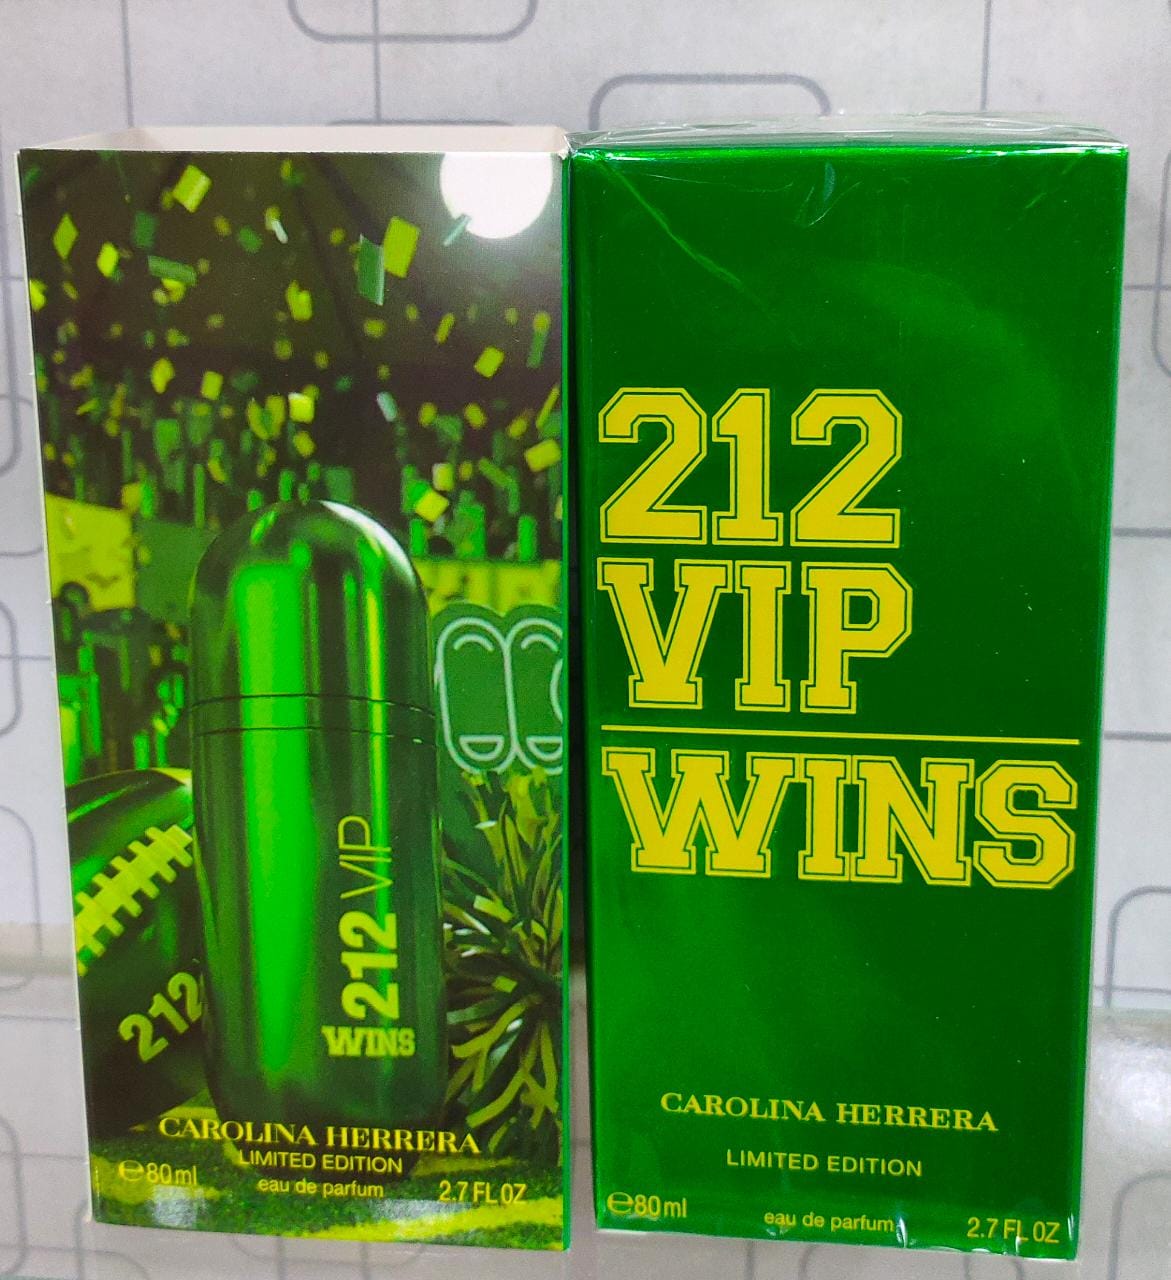 212 VIP
WINS
212
CAROLINA HERRERA
LIMITED EDITION
℮80ml
eau de parfum
2.7 FL OZ
212
VIP
WINS
CAROLINA HERRERA
LIMITED EDITION
℮80ml
eau de parfum
2.7 FL OZ